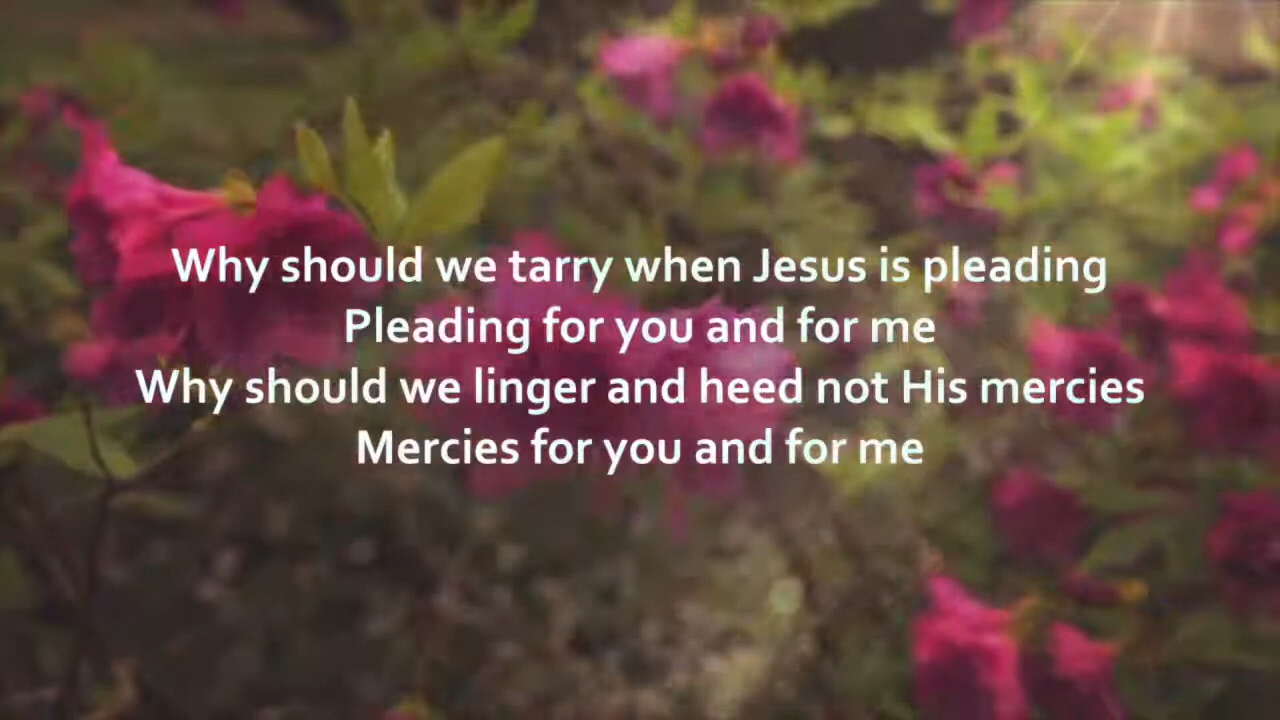 Why should we tarry when Jesus is pleading
Pleading for you and for me
Why should we linger and heed not His mercies
Mercies for you and for me